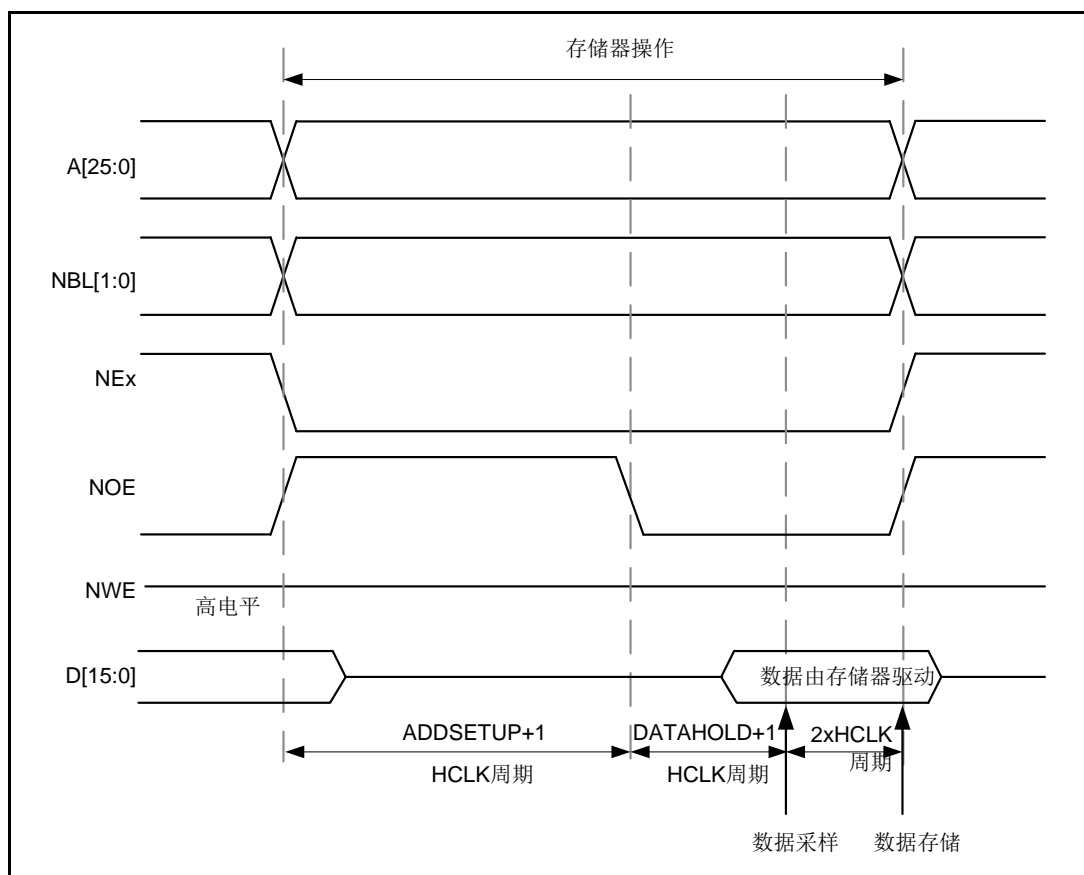 存储器操作
A[25:0]
NBL[1:0]
NEx
NOE
NWE
高电平
D[15:0]
数据由存储器驱动
ADDSETUP+1
HCLK周期
DATAHOLD+1
HCLK周期
2xHCLK
周期
数据采样
数据存储